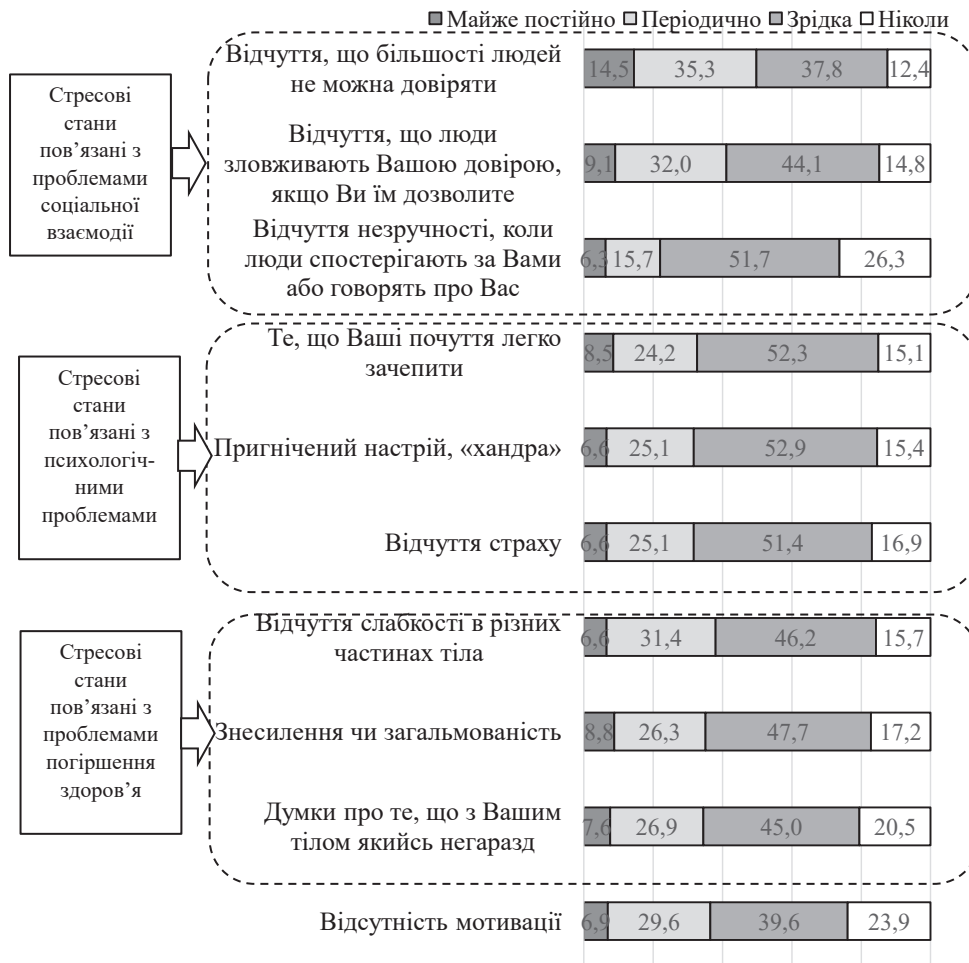 Майже постійно Періодично Зрідка Ніколи
Стресові
стани
пов’язані з
проблемами
соціальної
взаємодії
Відчуття, що більшості людей
не можна довіряти
14,5 35,3 37,8 12,4
Відчуття, що люди
зловживають Вашою довірою,
якщо Ви їм дозволите
9,1 32,0 44,1 14,8
Відчуття незручності, коли
люди спостерігають за Вами
або говорять про Вас
6,3 15,7 51,7 26,3
Стресові
стани
пов’язані з
психологіч-
ними
проблемами
Те, що Ваші почуття легко
зачепити
8,5 24,2 52,3 15,1
Пригнічений настрій, «хандра»
6,6 25,1 52,9 15,4
Відчуття страху
6,6 25,1 51,4 16,9
Стресові
стани
пов’язані з
проблемами
погіршення
здоров’я
Відчуття слабкості в різних
частинах тіла
6,6 31,4 46,2 15,7
Знесилення чи загальмованість
8,8 26,3 47,7 17,2
Думки про те, що з Вашим
тілом якийсь негаразд
7,6 26,9 45,0 20,5
Відсутність мотивації
6,9 29,6 39,6 23,9